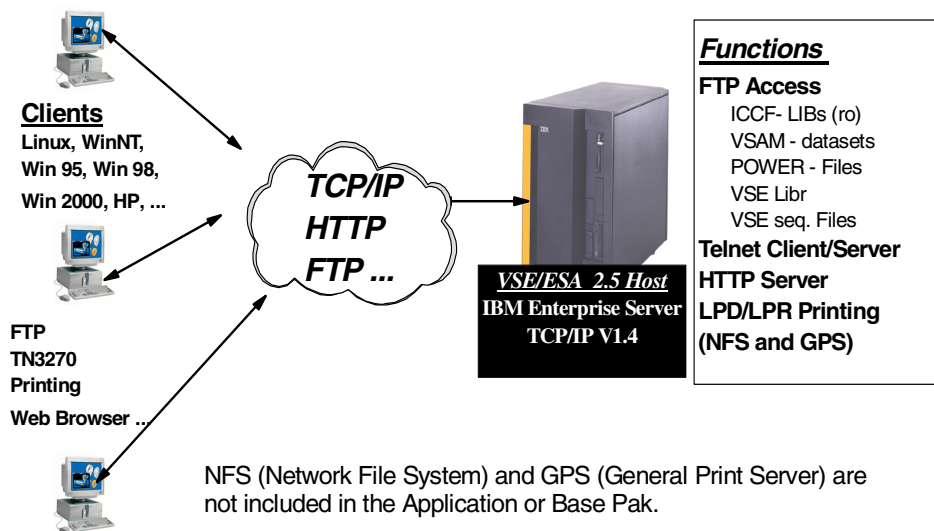 Clients
Linux, WinNT,
Win 95, Win 98,
Win 2000, HP, ...
FTP
TN3270
Printing
Web Browser ...
TCP/IP
HTTP
FTP ...
IBM
VSE/ESA 2.5 Host
IBM Enterprise Server
TCP/IP V1.4
Functions
FTP Access
ICCF- LIBs (ro)
VSAM - datasets
POWER - Files
VSE Libr
VSE seq. Files
Telnet Client/Server
HTTP Server
LPD/LPR Printing
(NFS and GPS)
NFS (Network File System) and GPS (General Print Server) are
not included in the Application or Base Pak.